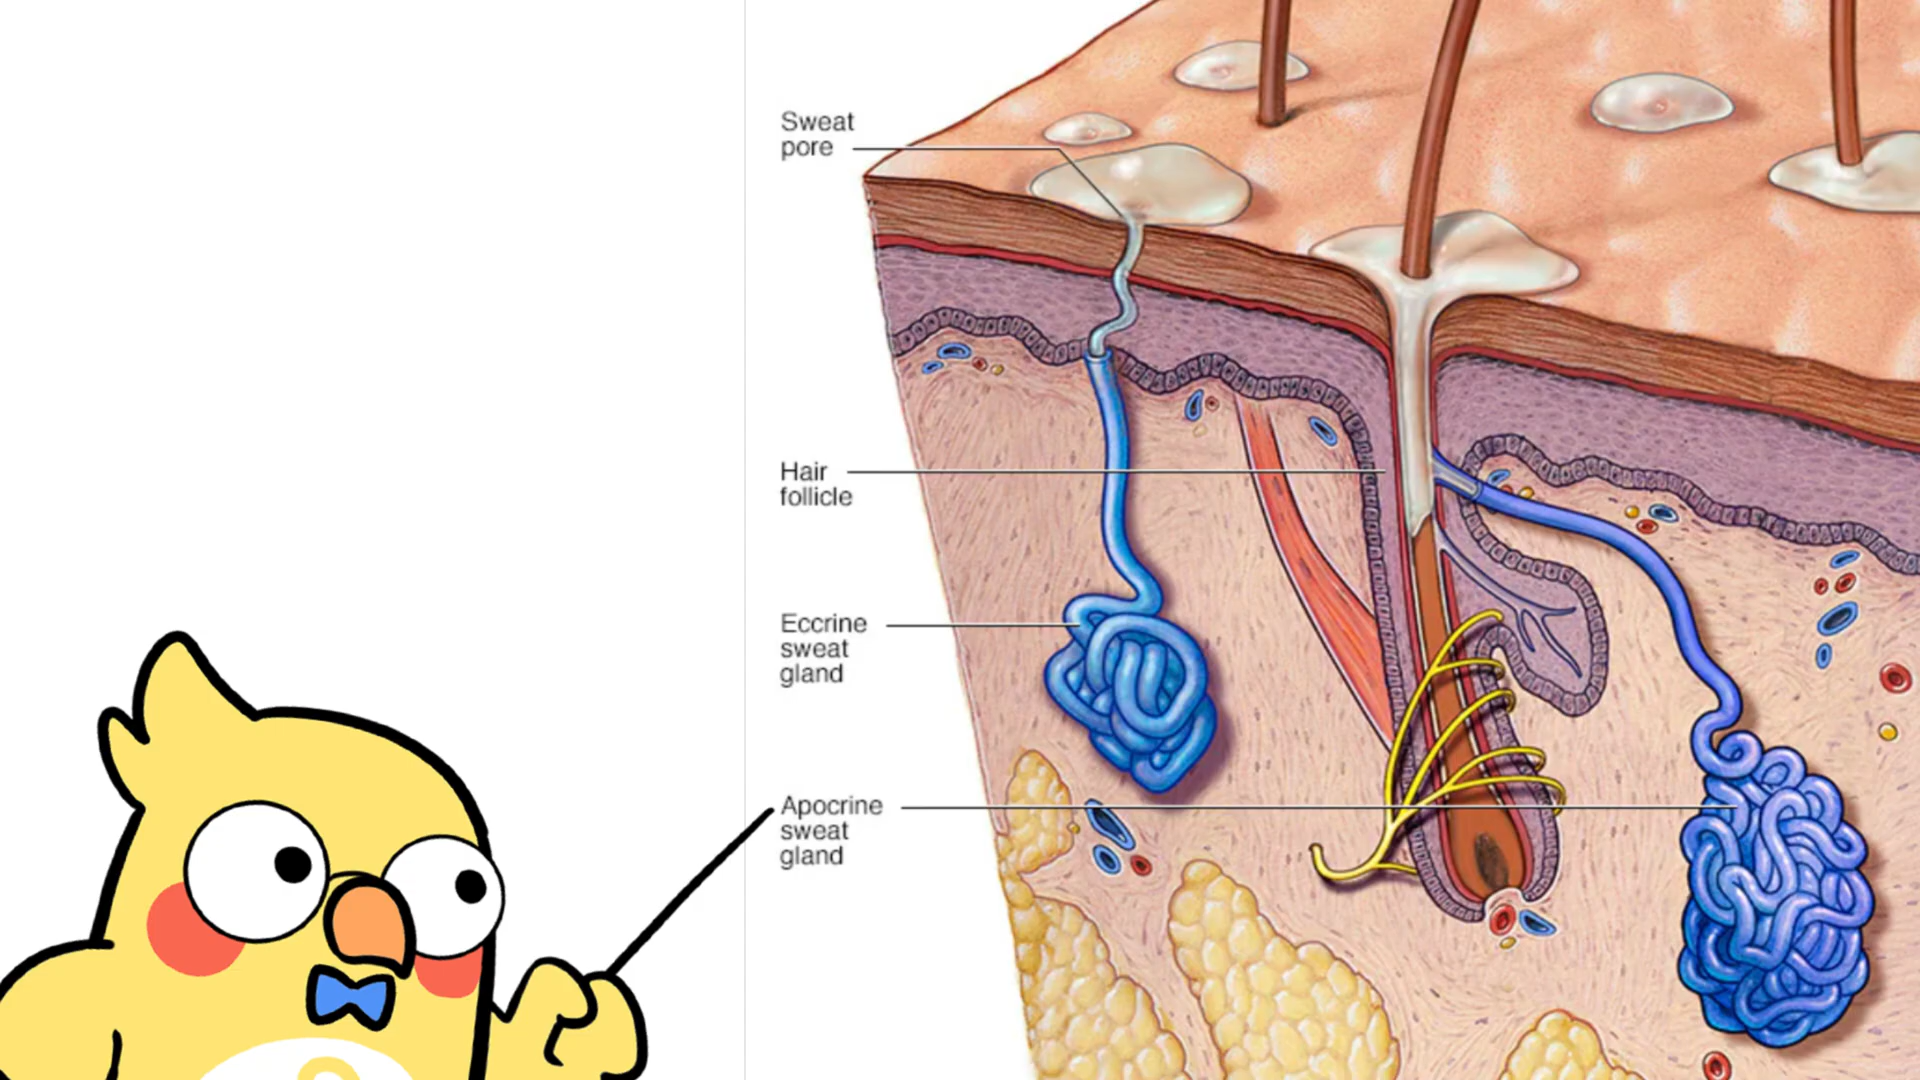 Sweat
pore
Hair
follicle
Eccrine
sweat
gland
Apocrine
sweat
gland